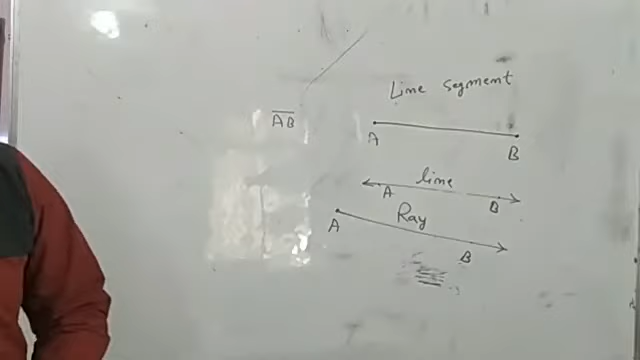 Line segment
AB
A B
line
A B
Ray
A B